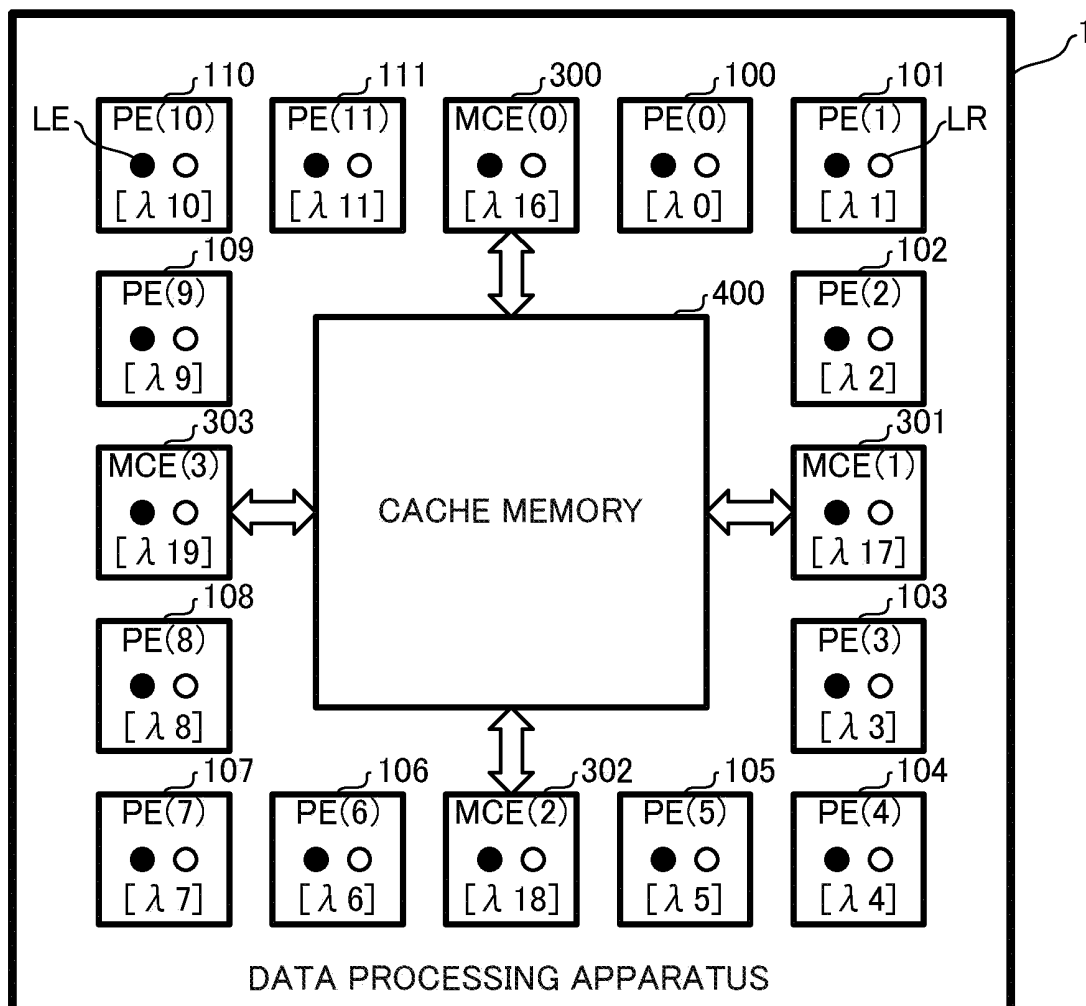 1
110 111 300 100 101
LE PE(10) PE(11) MCE(0) PE(0) PE(1) LR
[λ10] [λ11] [λ16] [λ0] [λ1]
109 102
PE(9) PE(2)
[λ9] [λ2]
400
303 301
MCE(3) MCE(1)
CACHE MEMORY
[λ19] [λ17]
108 103
PE(8) PE(3)
[λ8] [λ3]
107 106 302 105 104
PE(7) PE(6) MCE(2) PE(5) PE(4)
[λ7] [λ6] [λ18] [λ5] [λ4]
DATA PROCESSING APPARATUS